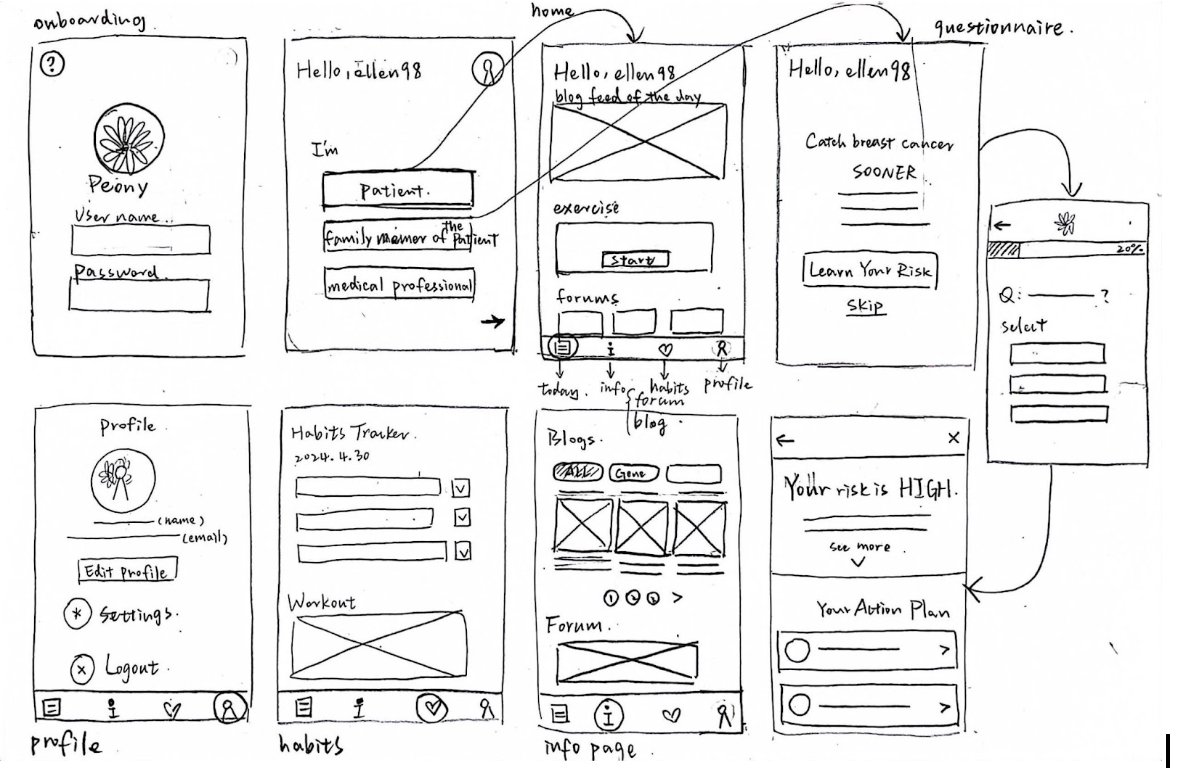 onboarding.
?
Peony
User name
password
Hello, ellen98
I'm
patient.
family memer of the patient
medical professional
home
Hello, ellen98
blog feed of the day
exercise
start
forums
today.
info
habits
profile
forum
blog.
questionnaire.
Hello, ellen98
Catch breast cancer
SOONER
Learn Your Risk
skip
20%
Q: ?
select
profile
(name)
(email)
Edit profile
Settings.
Logout.
profile
Habits Tracker.
2024.4.30
Workout
habits
Blogs.
ALL
Gene
1 2 3 >
Forum.
info page.
Your risk is HIGH.
see more
Your Action Plan